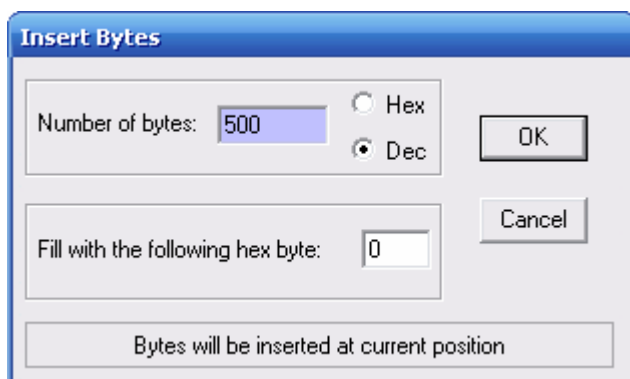 Insert Bytes
Number of bytes: 500
Hex
Dec
OK
Cancel
Fill with the following hex byte: 0
Bytes will be inserted at current position